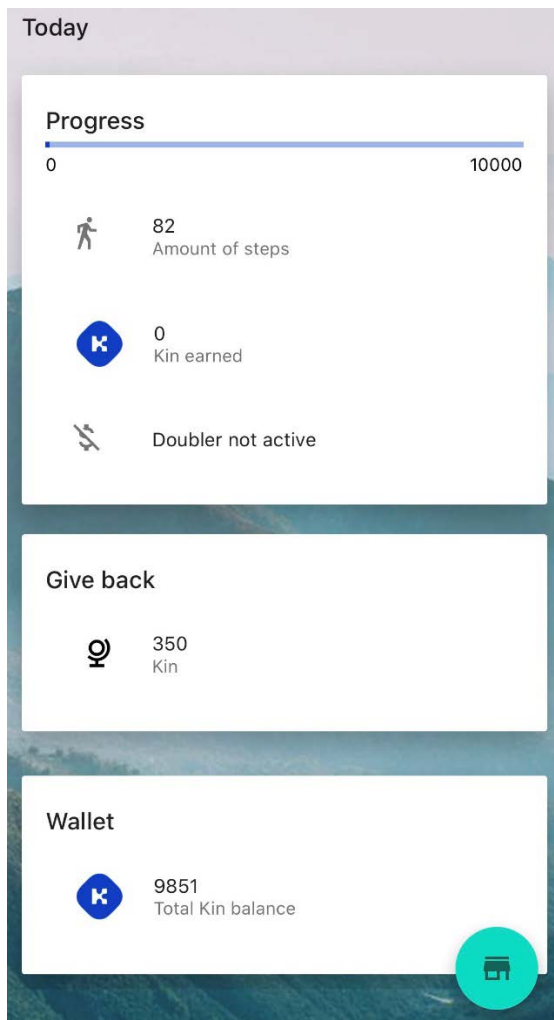 Today
Progress
0 10000
82
Amount of steps
0
Kin earned
Doubler not active
Give back
350
Kin
Wallet
9851
Total Kin balance